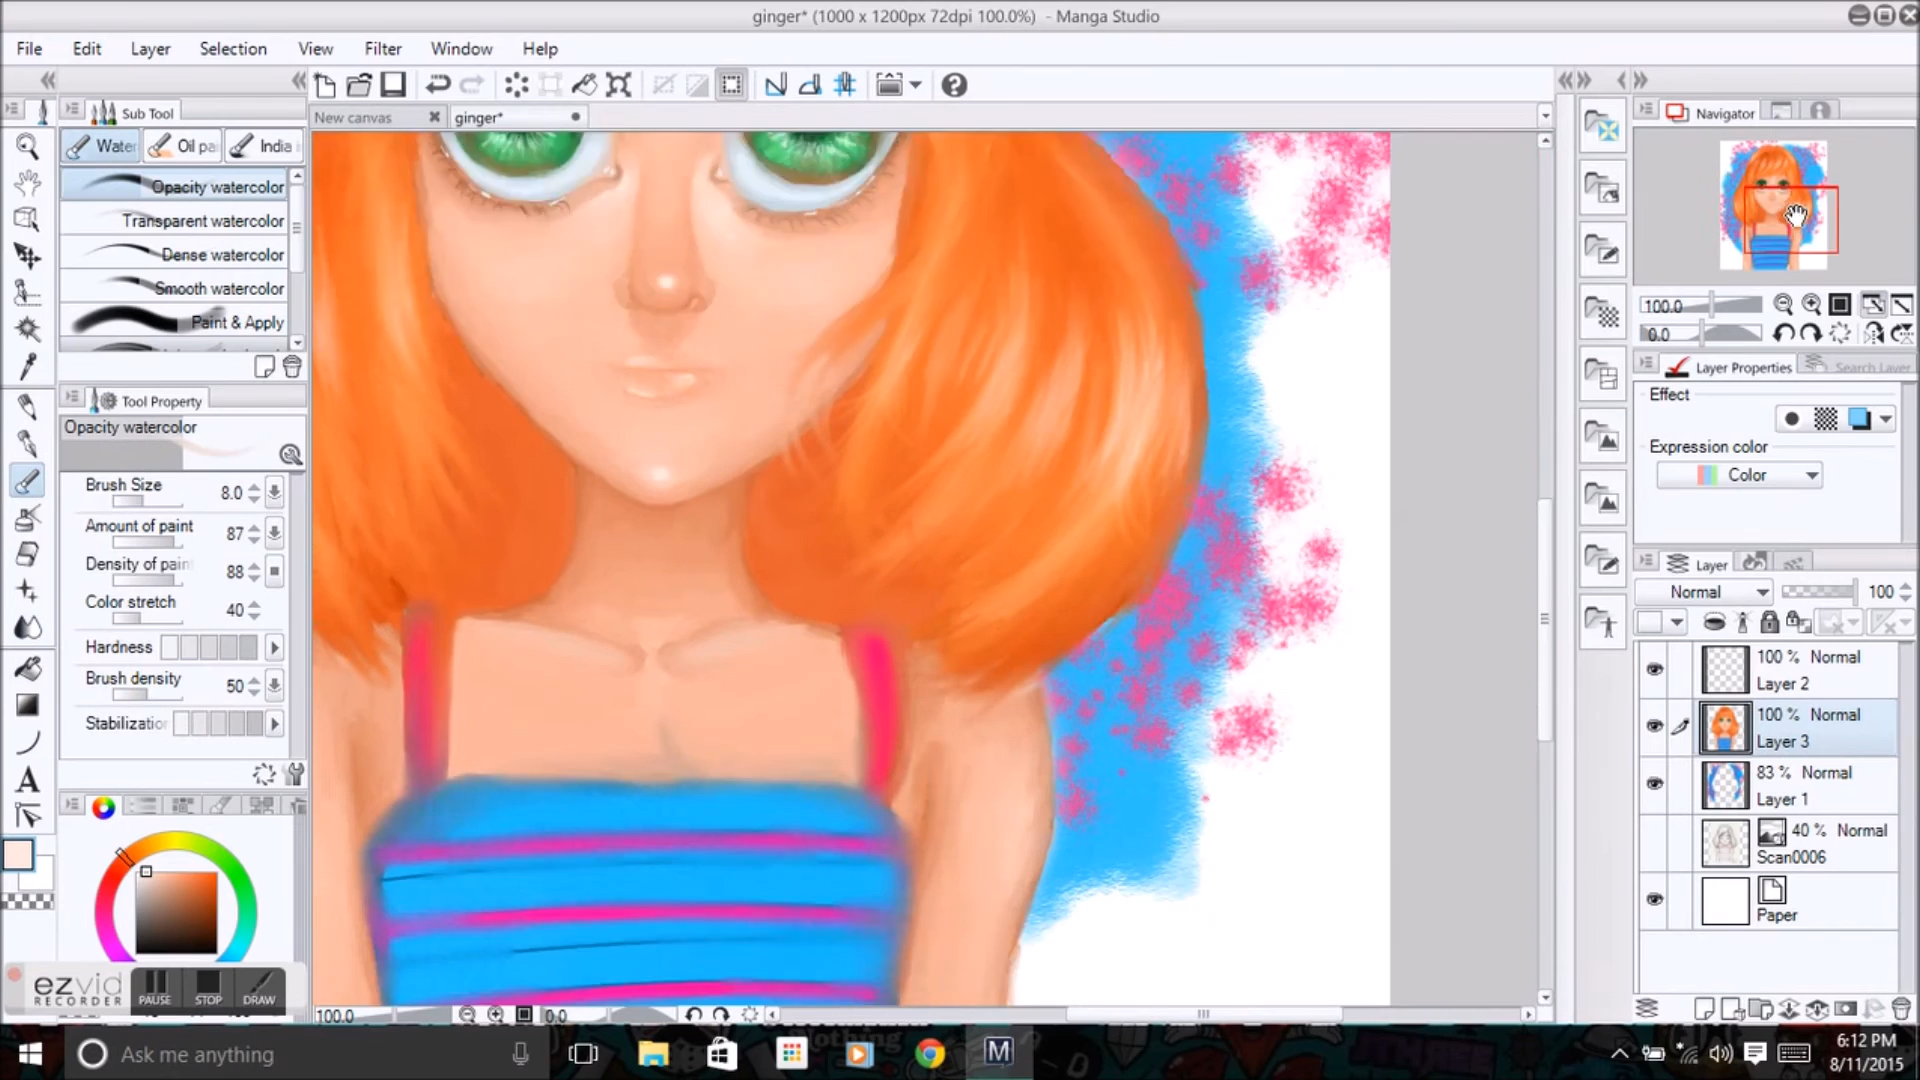 ginger* (1000 x 1200px 72dpi 100.0%) - Manga Studio
File Edit Layer Selection View Filter Window Help
Sub Tool
New canvas
ginger*
Navigator
Water
Oil pa
India
Opacity watercolor
Transparent watercolor
Dense watercolor
Smooth watercolor
Paint & Apply
Tool Property
Opacity watercolor
Brush Size 8.0
Amount of paint 87
Density of pain 88
Color stretch 40
Hardness
Brush density 50
Stabilization
100.0
0.0
Layer Properties
Search Layer
Effect
Expression color
Color
Layer
Normal 100
100 % Normal
Layer 2
100 % Normal
Layer 3
83 % Normal
Layer 1
40 % Normal
Scan0006
Paper
ezvid
RECORDER
PAUSE
STOP
DRAW
100.0
0.0
Ask me anything
6:12 PM
8/11/2015